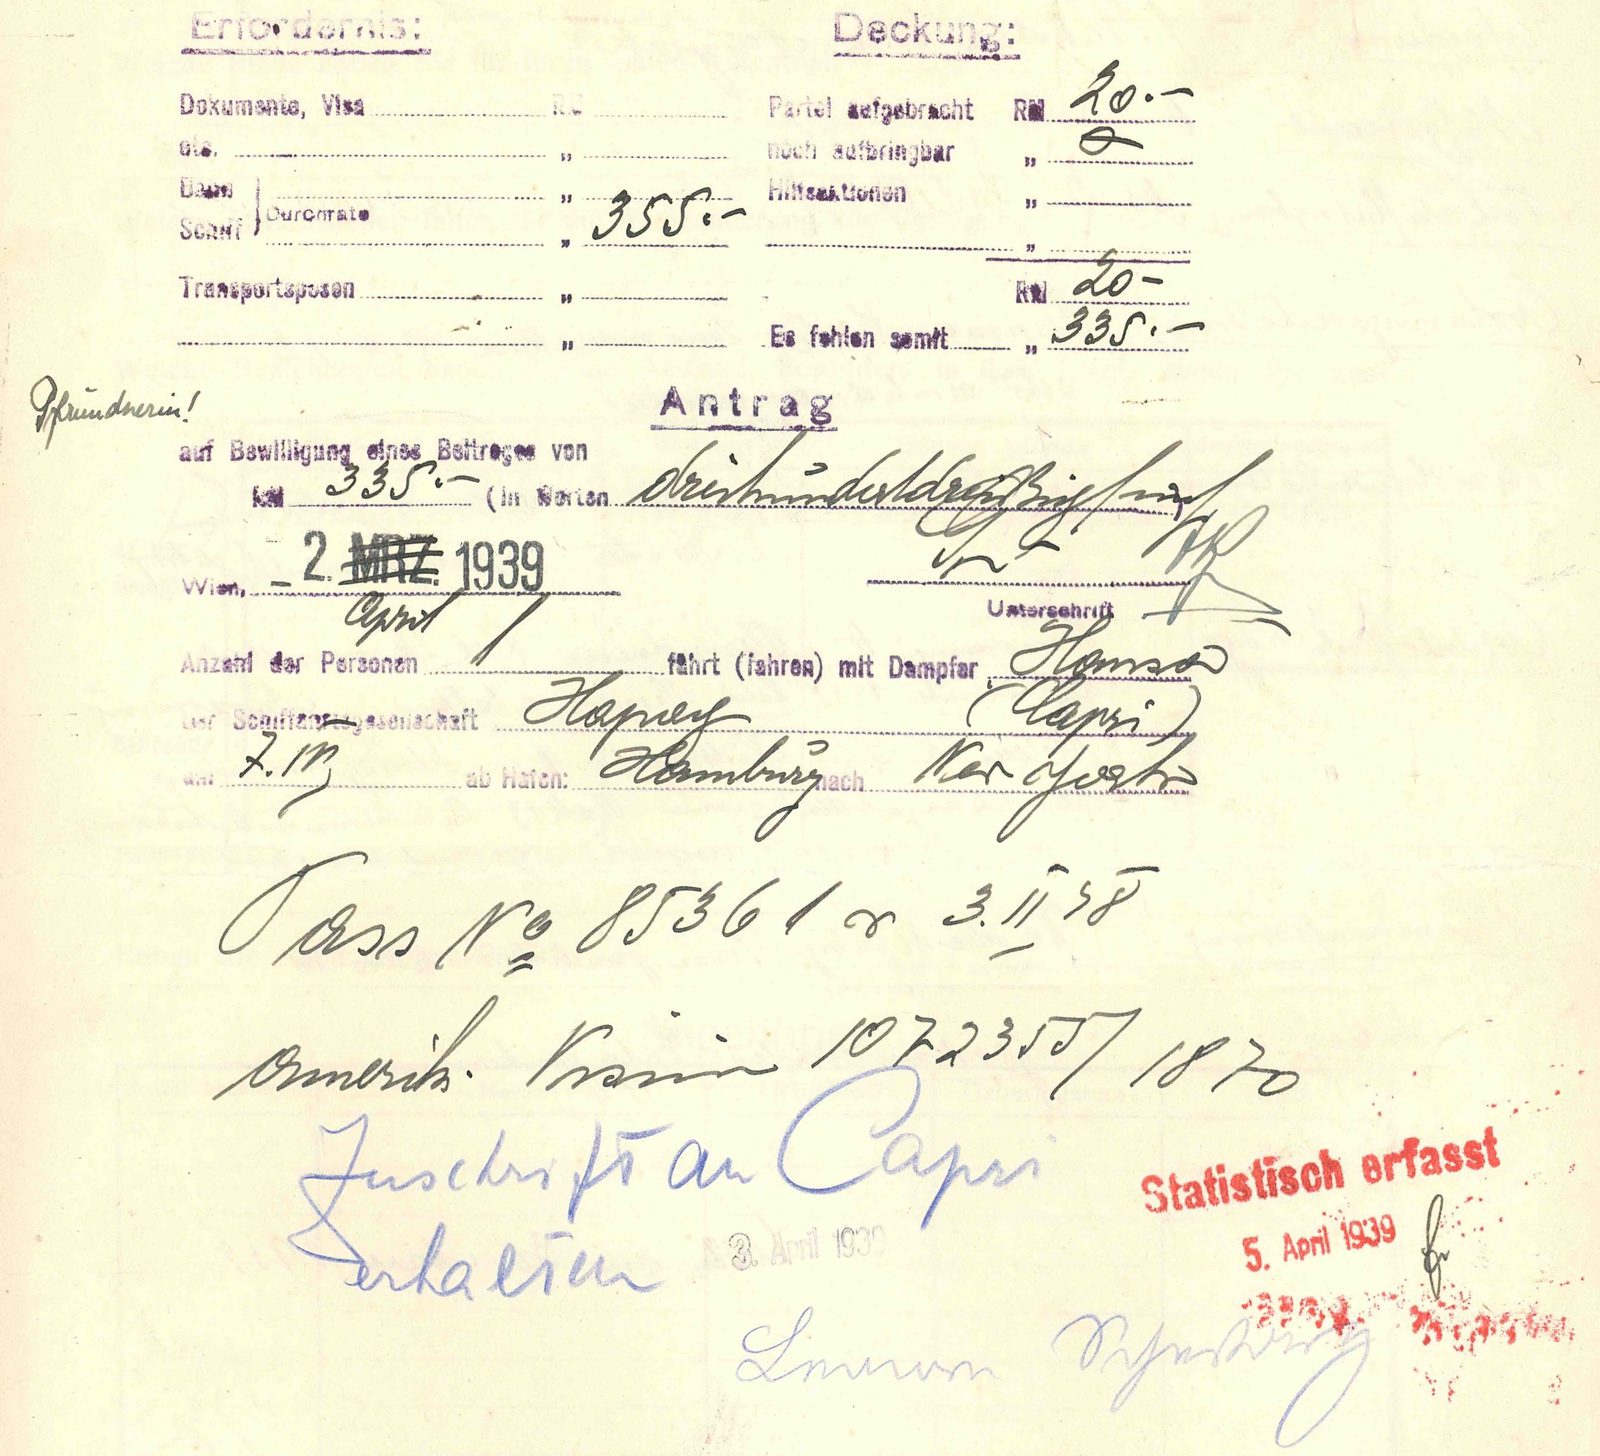 Erfordernis: Deckung:
Dokumente, Visa RM Partei aufgebracht RM 20.-
etc. „ noch aufbringbar „
Bahn „ Hilfsaktionen „
Schiff } Durchrate „ 355.- „
Transportspesen „ RM 20-
„ Es fehlen somit „ 335.-
Pfründnerin!
Antrag
auf Bewilligung eines Beitrages von
RM 335.- (in Worten dreihundertdreißigfünf
Wien, - 2. MRZ. 1939
April
Unterschrift
Anzahl der Personen 1 fährt (fahren) mit Dampfer Hansa
der Schiffahrtsgesellschaft Hapag (Capri)
am 7.IV ab Hafen: Hamburg nach New York
Pass No 85361 v 3.II 38
amerik. Visum 1072355/1870
Zuschrift an Capri
erhalten
3. April 1939
Statistisch erfasst
5. April 1939